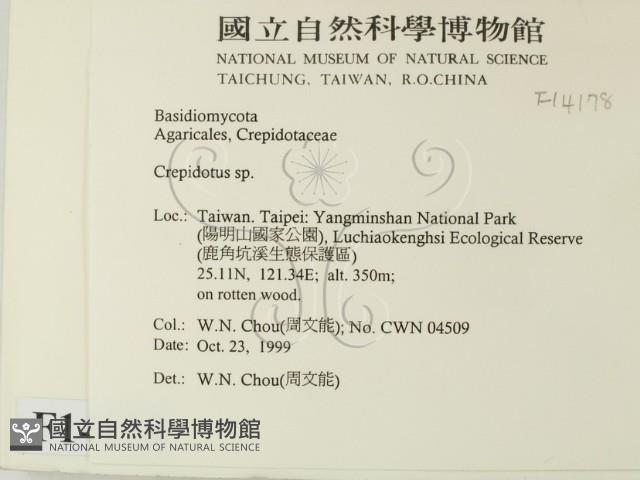 國立自然科學博物館
NATIONAL MUSEUM OF NATURAL SCIENCE
TAICHUNG, TAIWAN, R.O.CHINA
F14178
Basidiomycota
Agaricales, Crepidotaceae
Crepidotus sp.
Loc.: Taiwan. Taipei: Yangminshan National Park
(陽明山國家公園), Luchiaokenghsi Ecological Reserve
(鹿角坑溪生態保護區)
25.11N, 121.34E; alt. 350m;
on rotten wood.
Col.: W.N. Chou(周文能); No. CWN 04509
Date: Oct. 23, 1999
Det.: W.N. Chou(周文能)
國立自然科學博物館
NATIONAL MUSEUM OF NATURAL SCIENCE